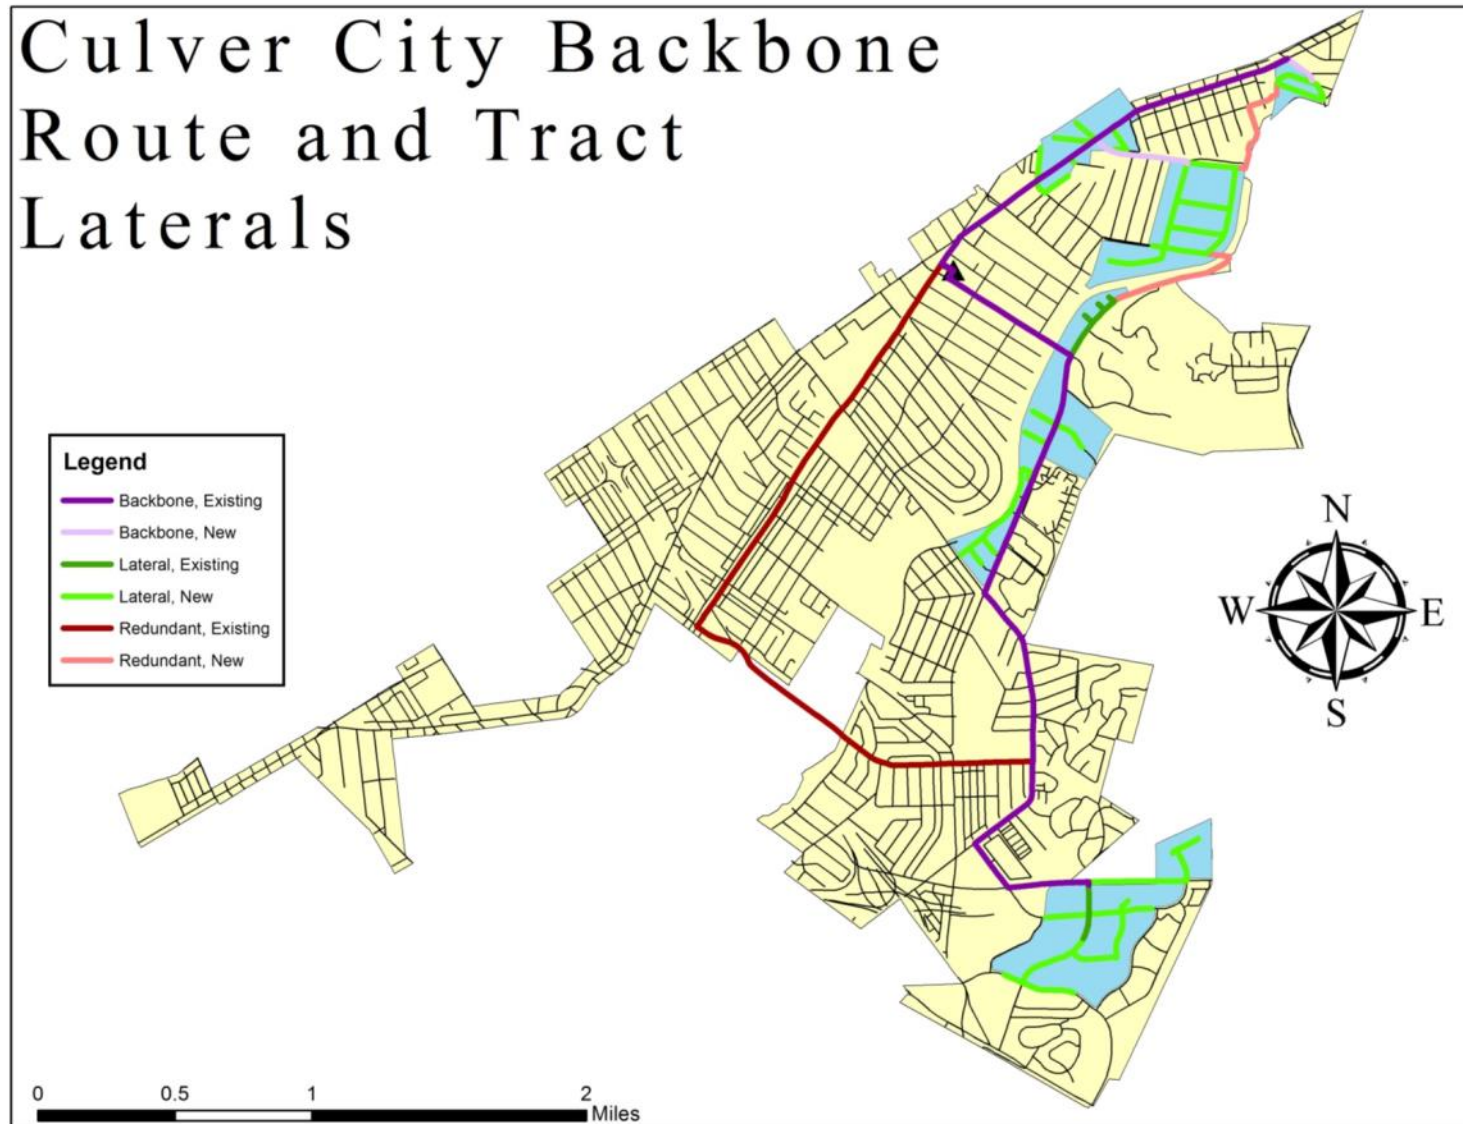 Culver City Backbone
Route and Tract
Laterals
Legend
Backbone, Existing
Backbone, New
Lateral, Existing
Lateral, New
Redundant, Existing
Redundant, New
N
W E
S
0 0.5 1 2
Miles